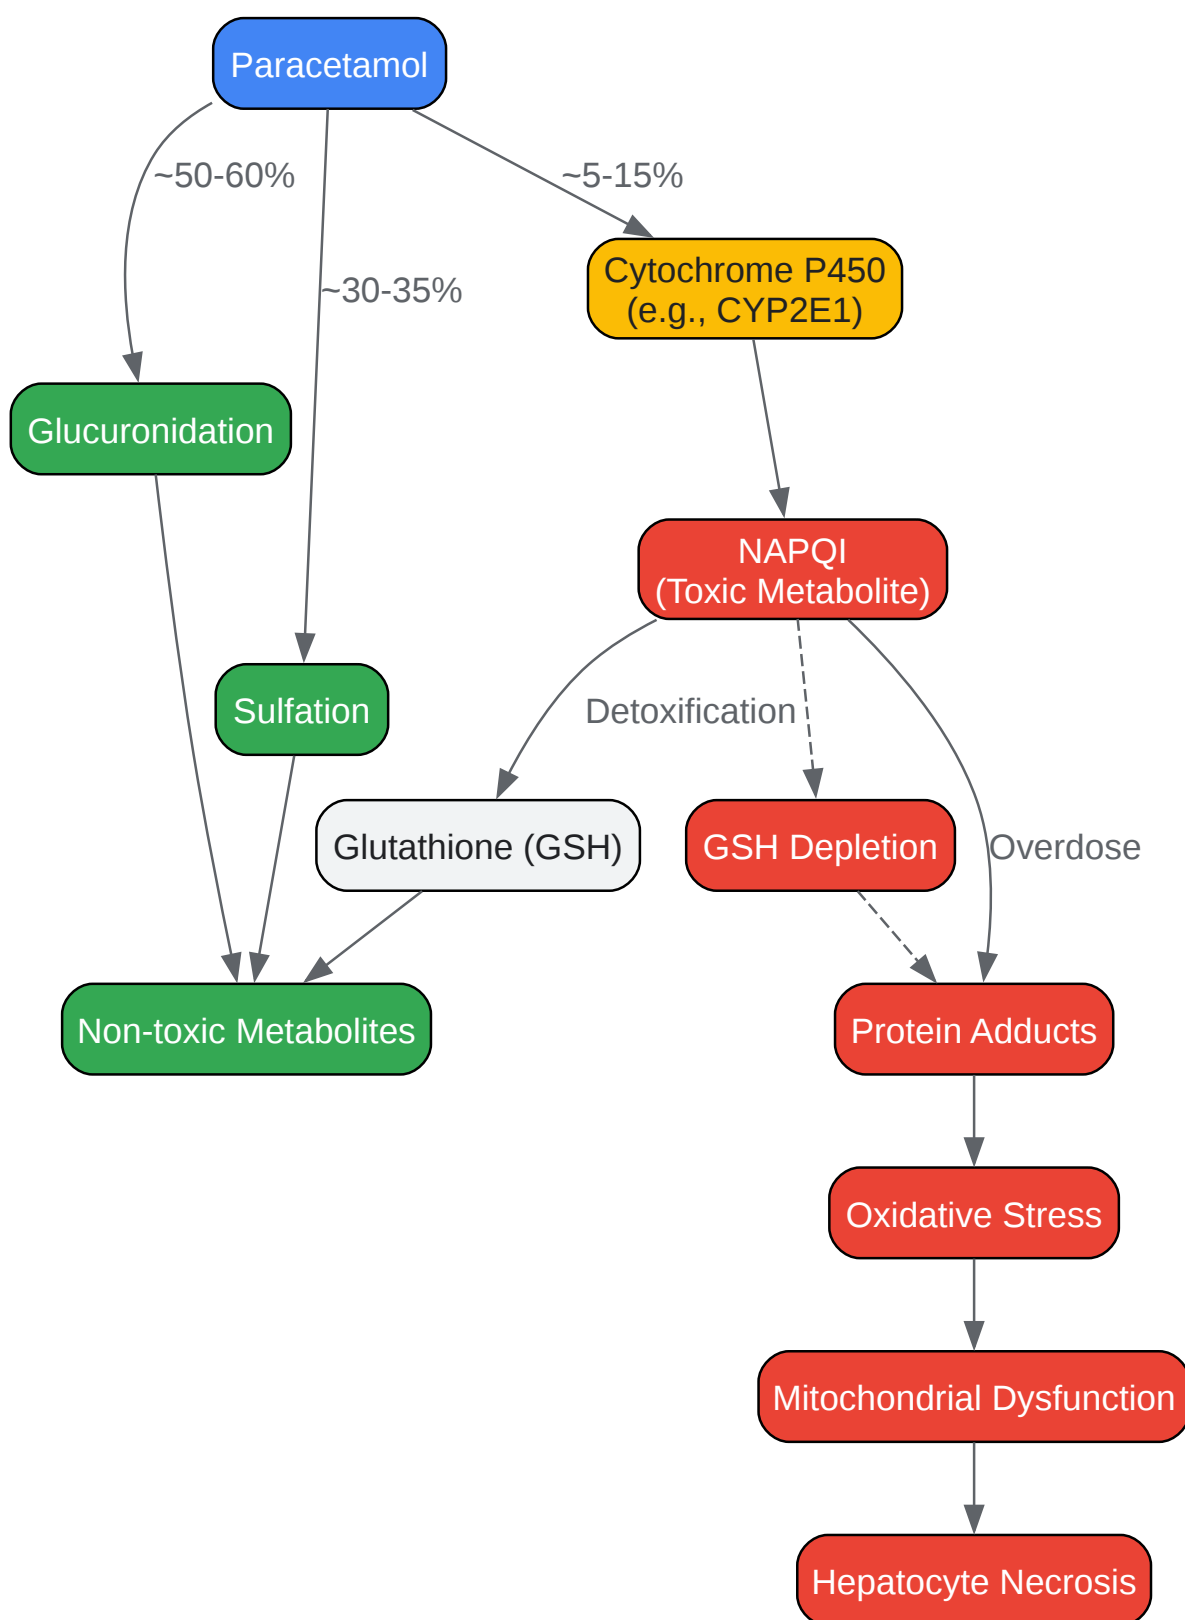 Paracetamol
~50-60%
~5-15%
~30-35%
Cytochrome P450
(e.g., CYP2E1)
Glucuronidation
NAPQI
(Toxic Metabolite)
Sulfation
Detoxification
Glutathione (GSH)
GSH Depletion
Overdose
Non-toxic Metabolites
Protein Adducts
Oxidative Stress
Mitochondrial Dysfunction
Hepatocyte Necrosis